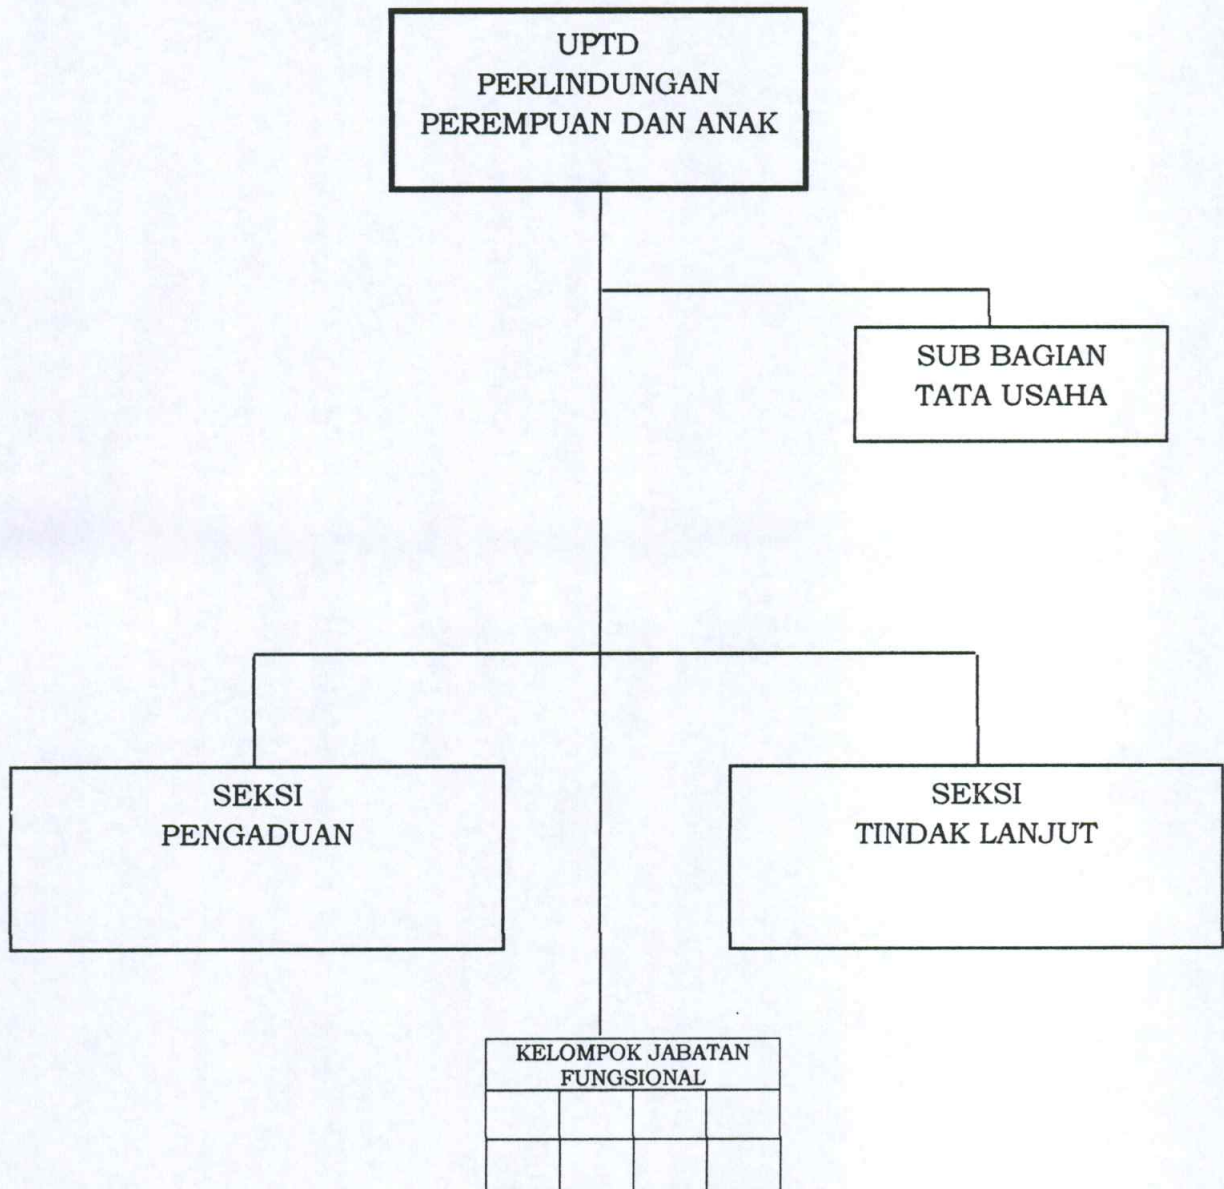 UPTD
PERLINDUNGAN
PEREMPUAN DAN ANAK
SUB BAGIAN
TATA USAHA
SEKSI
PENGADUAN
SEKSI
TINDAK LANJUT
KELOMPOK JABATAN
FUNGSIONAL